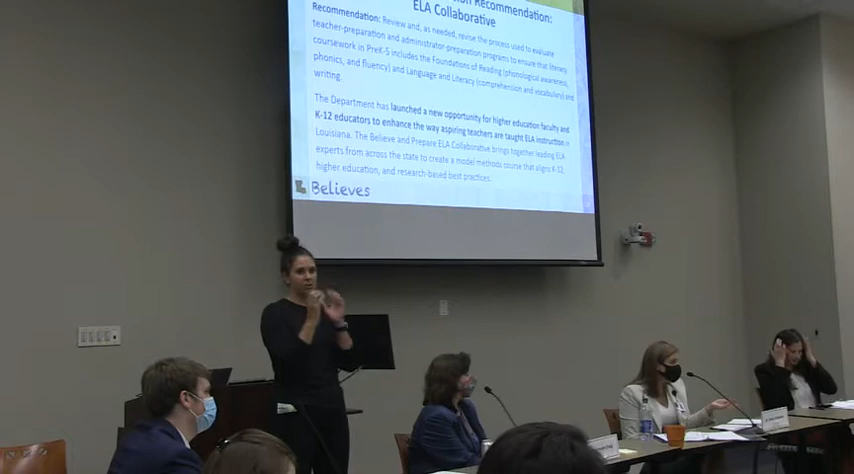 Recommendation:
ELA Collaborative
Recommendation: Review and, as needed, revise the process used to evaluate
teacher-preparation and administrator-preparation programs to ensure that literacy
coursework in PreK-5 includes the Foundations of Reading (phonological awareness,
phonics, and fluency) and Language and Literacy (comprehension and vocabulary) and
writing.
The Department has launched a new opportunity for higher education faculty and
K-12 educators to enhance the way aspiring teachers are taught ELA instruction in
Louisiana. The Believe and Prepare ELA Collaborative brings together leading ELA
experts from across the state to create a model methods course that aligns K-12,
higher education, and research-based best practices.
Believes